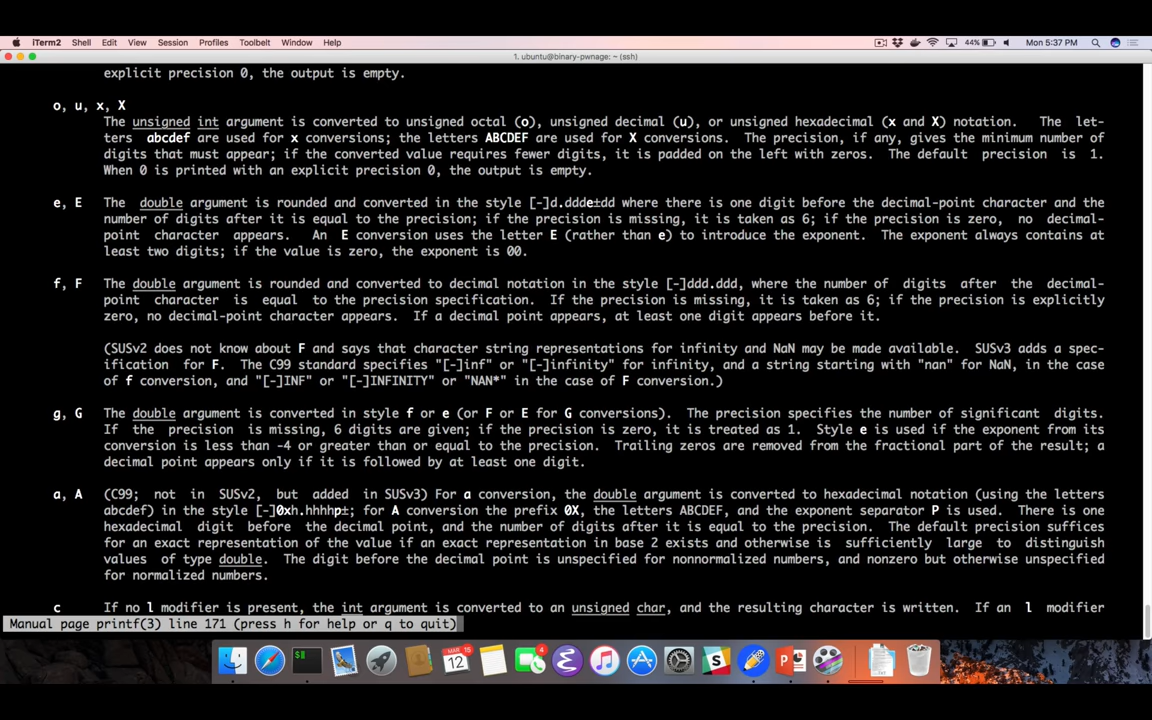 iTerm2 Shell Edit View Session Profiles Toolbelt Window Help 44% Mon 5:37 PM
1. ubuntu@binary-pwnage: ~ (ssh)
explicit precision 0, the output is empty.
o, u, x, X
The unsigned int argument is converted to unsigned octal (o), unsigned decimal (u), or unsigned hexadecimal (x and X) notation. The let-
ters abcdef are used for x conversions; the letters ABCDEF are used for X conversions. The precision, if any, gives the minimum number of
digits that must appear; if the converted value requires fewer digits, it is padded on the left with zeros. The default precision is 1.
When 0 is printed with an explicit precision 0, the output is empty.
e, E The double argument is rounded and converted in the style [-]d.ddde±dd where there is one digit before the decimal-point character and the
number of digits after it is equal to the precision; if the precision is missing, it is taken as 6; if the precision is zero, no decimal-
point character appears. An E conversion uses the letter E (rather than e) to introduce the exponent. The exponent always contains at
least two digits; if the value is zero, the exponent is 00.
f, F The double argument is rounded and converted to decimal notation in the style [-]ddd.ddd, where the number of digits after the decimal-
point character is equal to the precision specification. If the precision is missing, it is taken as 6; if the precision is explicitly
zero, no decimal-point character appears. If a decimal point appears, at least one digit appears before it.
(SUSv2 does not know about F and says that character string representations for infinity and NaN may be made available. SUSv3 adds a spec-
ification for F. The C99 standard specifies "[-]inf" or "[-]infinity" for infinity, and a string starting with "nan" for NaN, in the case
of f conversion, and "[-]INF" or "[-]INFINITY" or "NAN*" in the case of F conversion.)
g, G The double argument is converted in style f or e (or F or E for G conversions). The precision specifies the number of significant digits.
If the precision is missing, 6 digits are given; if the precision is zero, it is treated as 1. Style e is used if the exponent from its
conversion is less than -4 or greater than or equal to the precision. Trailing zeros are removed from the fractional part of the result; a
decimal point appears only if it is followed by at least one digit.
a, A (C99; not in SUSv2, but added in SUSv3) For a conversion, the double argument is converted to hexadecimal notation (using the letters
abcdef) in the style [-]0xh.hhhhp±; for A conversion the prefix 0X, the letters ABCDEF, and the exponent separator P is used. There is one
hexadecimal digit before the decimal point, and the number of digits after it is equal to the precision. The default precision suffices
for an exact representation of the value if an exact representation in base 2 exists and otherwise is sufficiently large to distinguish
values of type double. The digit before the decimal point is unspecified for nonnormalized numbers, and nonzero but otherwise unspecified
for normalized numbers.
c If no l modifier is present, the int argument is converted to an unsigned char, and the resulting character is written. If an l modifier
Manual page printf(3) line 171 (press h for help or q to quit)
MAR 15
12
4